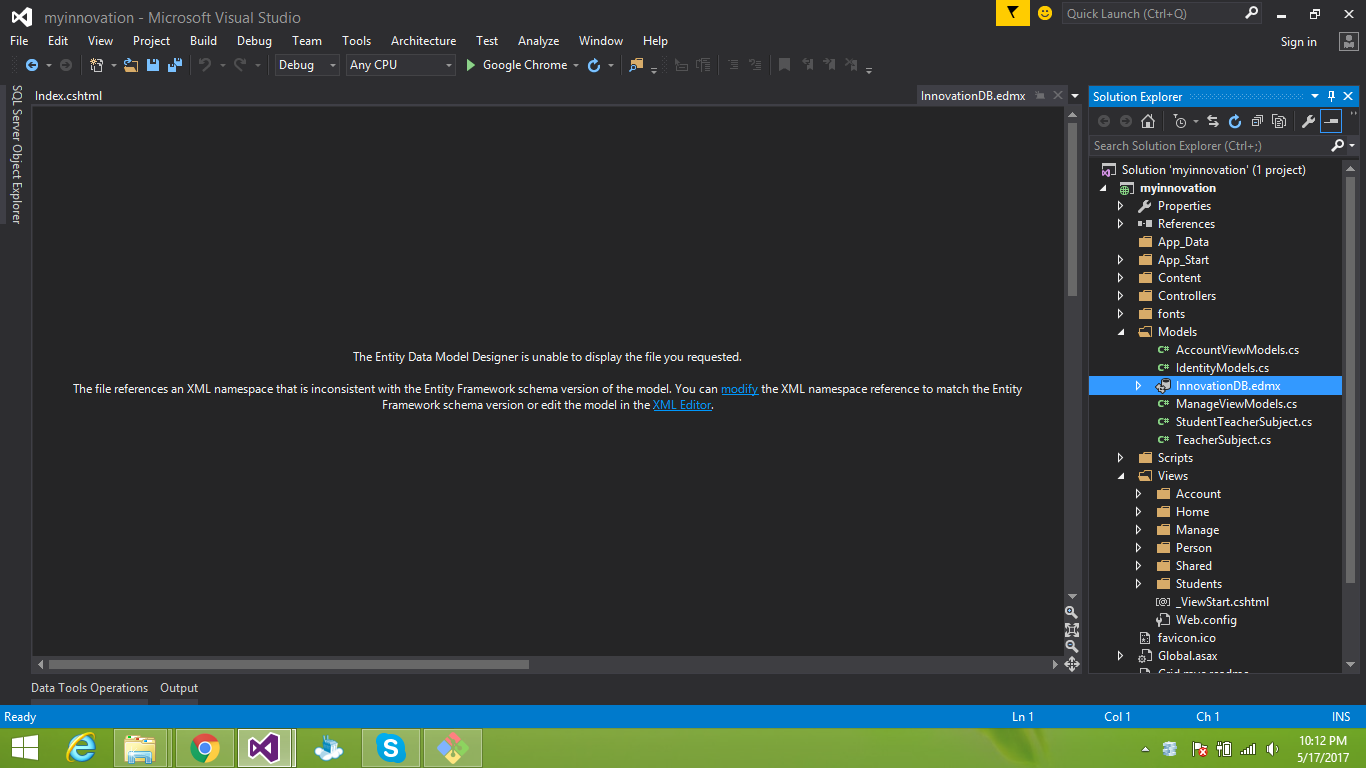 myinnovation - Microsoft Visual Studio
Quick Launch (Ctrl+Q)
File Edit View Project Build Debug Team Tools Architecture Test Analyze Window Help
Sign in
Debug Any CPU Google Chrome
SQL Server Object Explorer
Index.cshtml
InnovationDB.edmx
The Entity Data Model Designer is unable to display the file you requested.
The file references an XML namespace that is inconsistent with the Entity Framework schema version of the model. You can modify the XML namespace reference to match the Entity
Framework schema version or edit the model in the XML Editor.
Solution Explorer
Search Solution Explorer (Ctrl+;)
Solution 'myinnovation' (1 project)
myinnovation
Properties
References
App_Data
App_Start
Content
Controllers
fonts
Models
AccountViewModels.cs
IdentityModels.cs
InnovationDB.edmx
ManageViewModels.cs
StudentTeacherSubject.cs
TeacherSubject.cs
Scripts
Views
Account
Home
Manage
Person
Shared
Students
_ViewStart.cshtml
Web.config
favicon.ico
Global.asax
Data Tools Operations Output
Ready
Ln 1 Col 1 Ch 1 INS
10:12 PM
5/17/2017